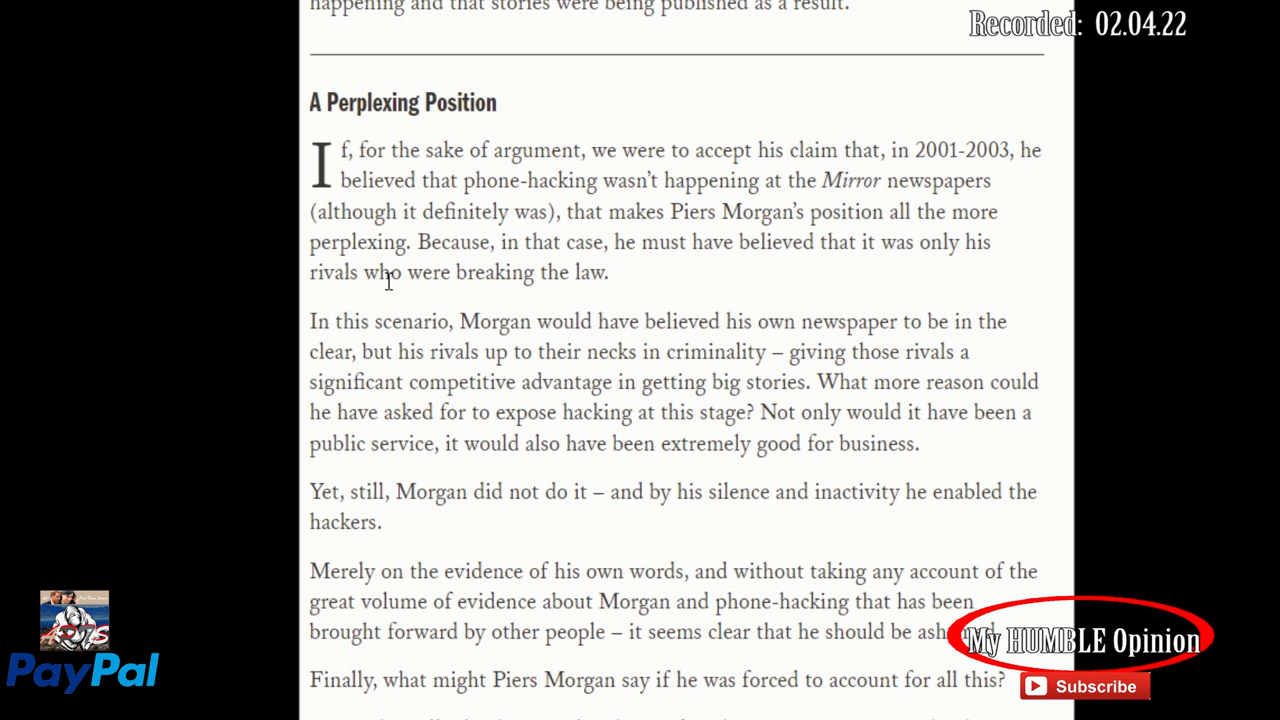 happening and that stories were being published as a result.
Recorded: 02.04.22
A Perplexing Position
If, for the sake of argument, we were to accept his claim that, in 2001-2003, he
believed that phone-hacking wasn't happening at the Mirror newspapers
(although it definitely was), that makes Piers Morgan's position all the more
perplexing. Because, in that case, he must have believed that it was only his
rivals who were breaking the law.
In this scenario, Morgan would have believed his own newspaper to be in the
clear, but his rivals up to their necks in criminality – giving those rivals a
significant competitive advantage in getting big stories. What more reason could
he have asked for to expose hacking at this stage? Not only would it have been a
public service, it would also have been extremely good for business.
Yet, still, Morgan did not do it – and by his silence and inactivity he enabled the
hackers.
Merely on the evidence of his own words, and without taking any account of the
great volume of evidence about Morgan and phone-hacking that has been
brought forward by other people – it seems clear that he should be
My HUMBLE Opinion
Finally, what might Piers Morgan say if he was forced to account for all this?
PayPal
Subscribe